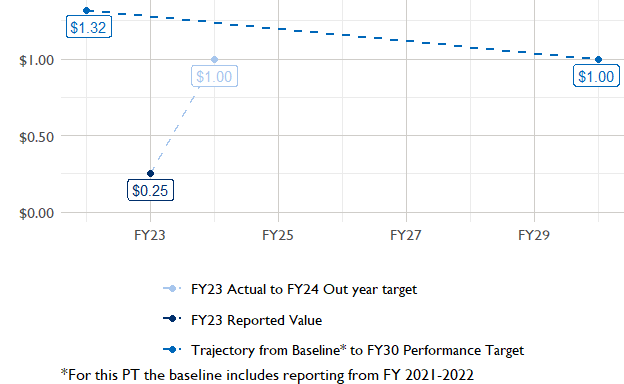 $1.32
$1.00
$1.00
$1.00
$0.50
$0.25
$0.00
FY23 FY25 FY27 FY29
FY23 Actual to FY24 Out year target
FY23 Reported Value
Trajectory from Baseline* to FY30 Performance Target
*For this PT the baseline includes reporting from FY 2021-2022